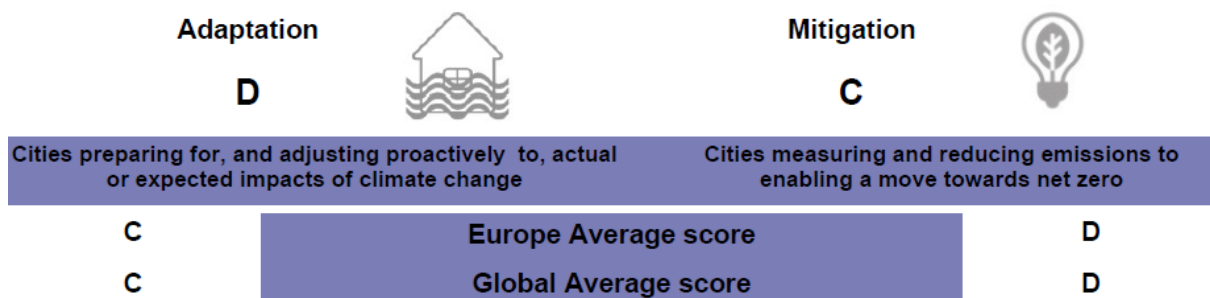 Adaptation
Mitigation
D
C
Cities preparing for, and adjusting proactively to, actual
or expected impacts of climate change
Cities measuring and reducing emissions to
enabling a move towards net zero
C Europe Average score D
C Global Average score D